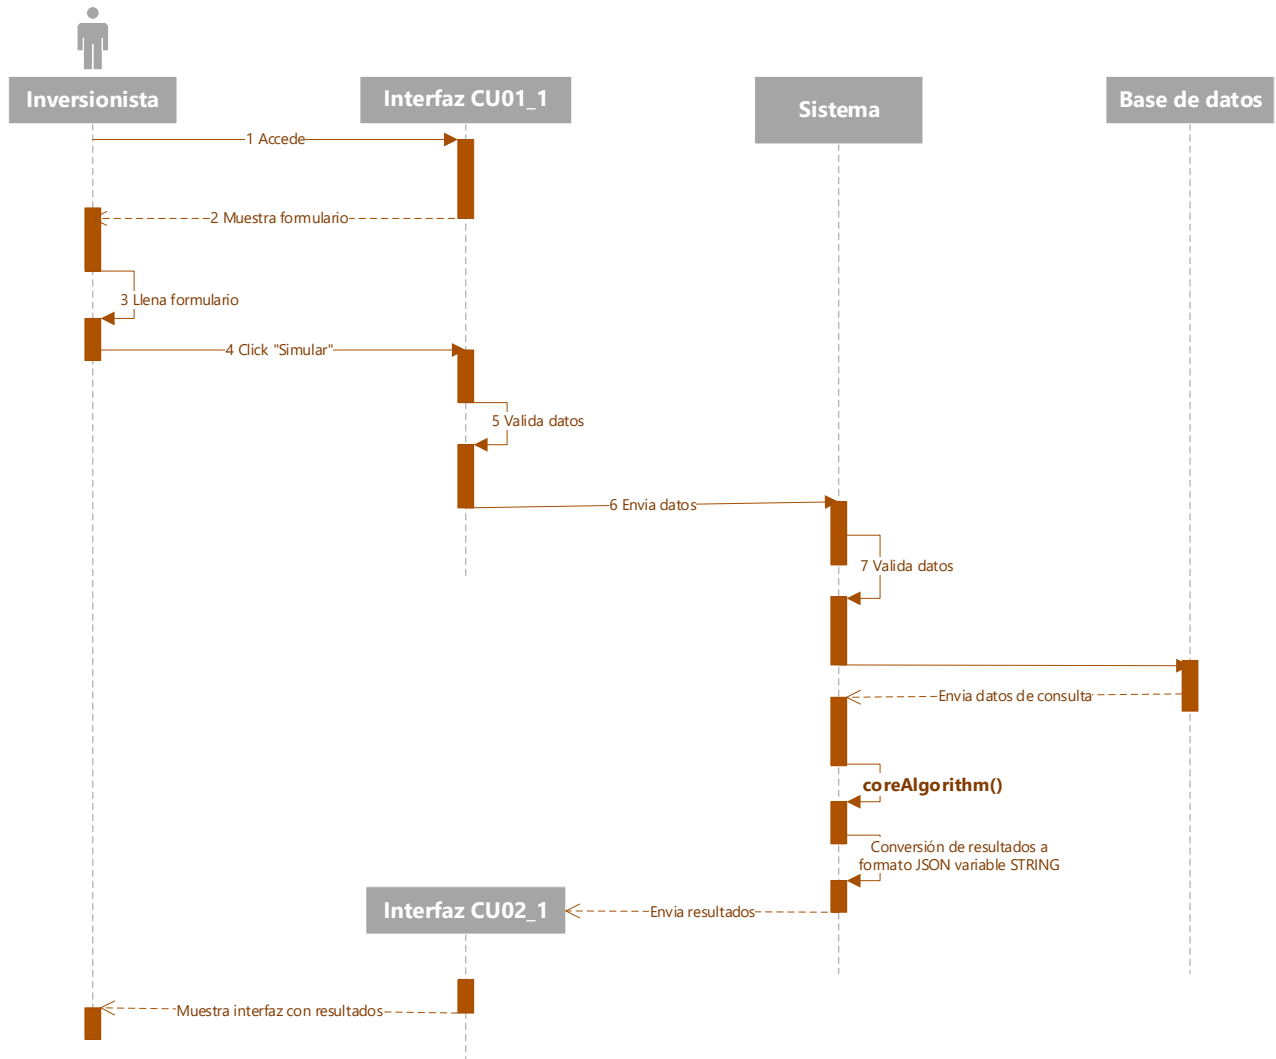 Inversionista
Interfaz CU01_1
Sistema
Base de datos
1 Accede
2 Muestra formulario
3 Llena formulario
4 Click "Simular"
5 Valida datos
6 Envia datos
7 Valida datos
Envia datos de consulta
coreAlgorithm()
Conversión de resultados a
formato JSON variable STRING
Interfaz CU02_1
Envia resultados
Muestra interfaz con resultados